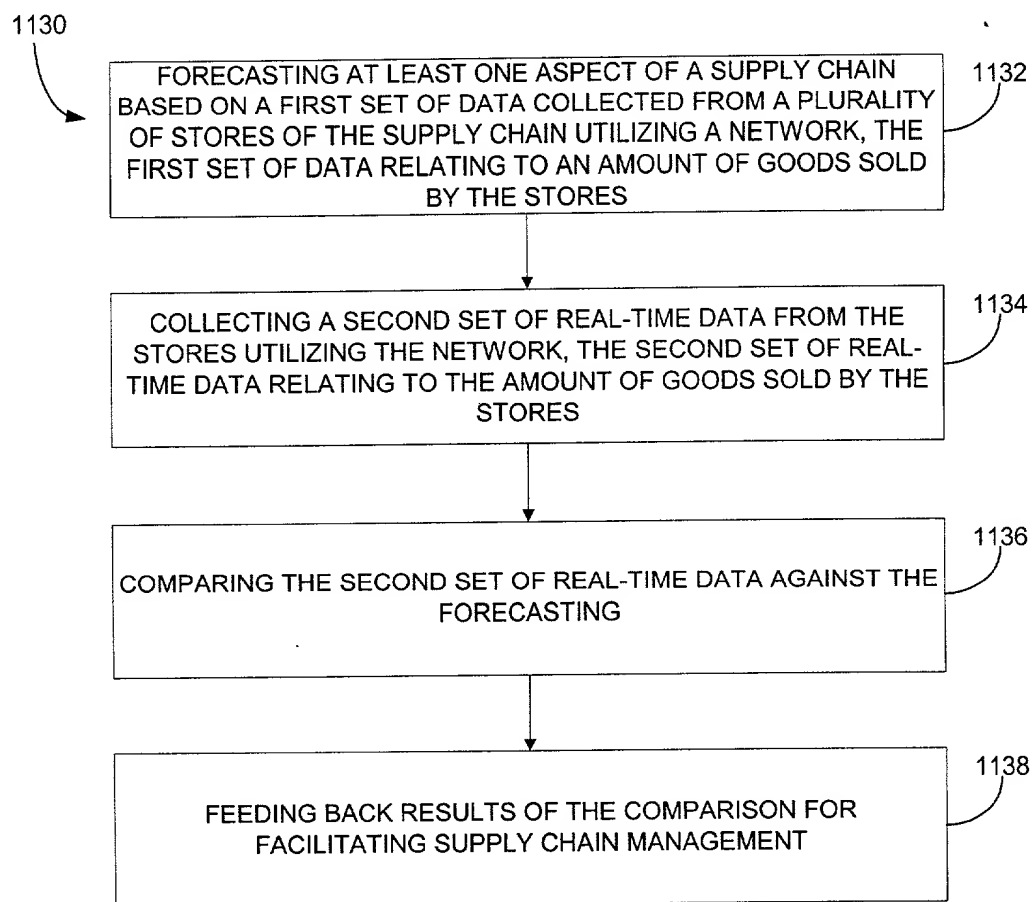 1130
FORECASTING AT LEAST ONE ASPECT OF A SUPPLY CHAIN
BASED ON A FIRST SET OF DATA COLLECTED FROM A PLURALITY
OF STORES OF THE SUPPLY CHAIN UTILIZING A NETWORK, THE
FIRST SET OF DATA RELATING TO AN AMOUNT OF GOODS SOLD
BY THE STORES
1132
COLLECTING A SECOND SET OF REAL-TIME DATA FROM THE
STORES UTILIZING THE NETWORK, THE SECOND SET OF REAL-
TIME DATA RELATING TO THE AMOUNT OF GOODS SOLD BY THE
STORES
1134
COMPARING THE SECOND SET OF REAL-TIME DATA AGAINST THE
FORECASTING
1136
FEEDING BACK RESULTS OF THE COMPARISON FOR
FACILITATING SUPPLY CHAIN MANAGEMENT
1138